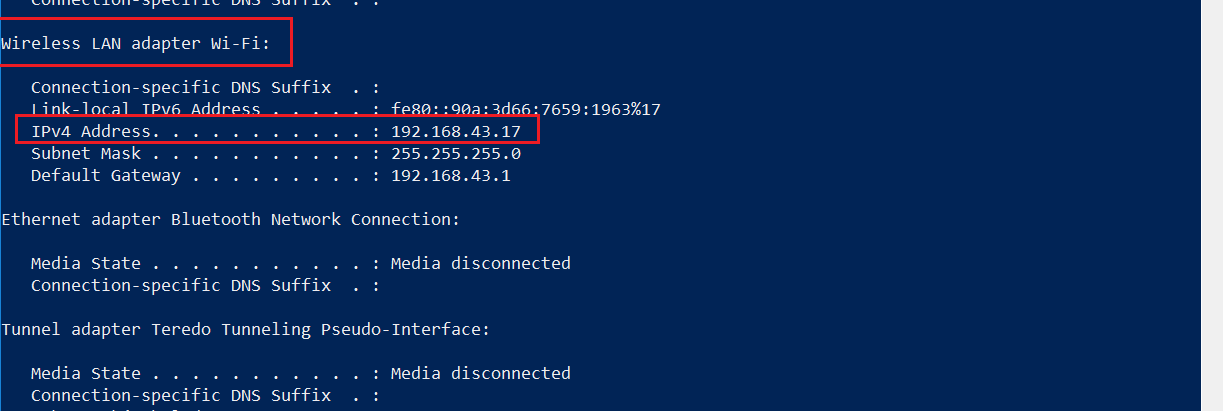 Connection-specific DNS Suffix  . :
Wireless LAN adapter Wi-Fi:
Connection-specific DNS Suffix  . :
Link-local IPv6 Address . . . . . : fe80::90a:3d66:7659:1963%17
IPv4 Address. . . . . . . . . . . : 192.168.43.17
Subnet Mask . . . . . . . . . . . : 255.255.255.0
Default Gateway . . . . . . . . . : 192.168.43.1
Ethernet adapter Bluetooth Network Connection:
Media State . . . . . . . . . . . : Media disconnected
Connection-specific DNS Suffix  . :
Tunnel adapter Teredo Tunneling Pseudo-Interface:
Media State . . . . . . . . . . . : Media disconnected
Connection-specific DNS Suffix  . :